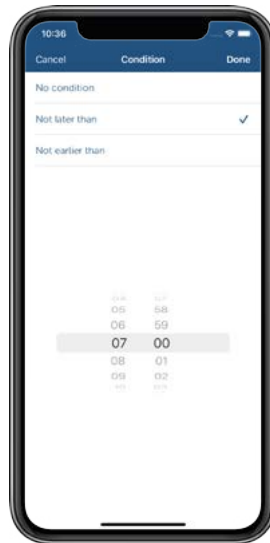 10:36
Cancel Condition Done
No condition
Not later than
Not earlier than
05 58
06 59
07 00
08 01
09 02